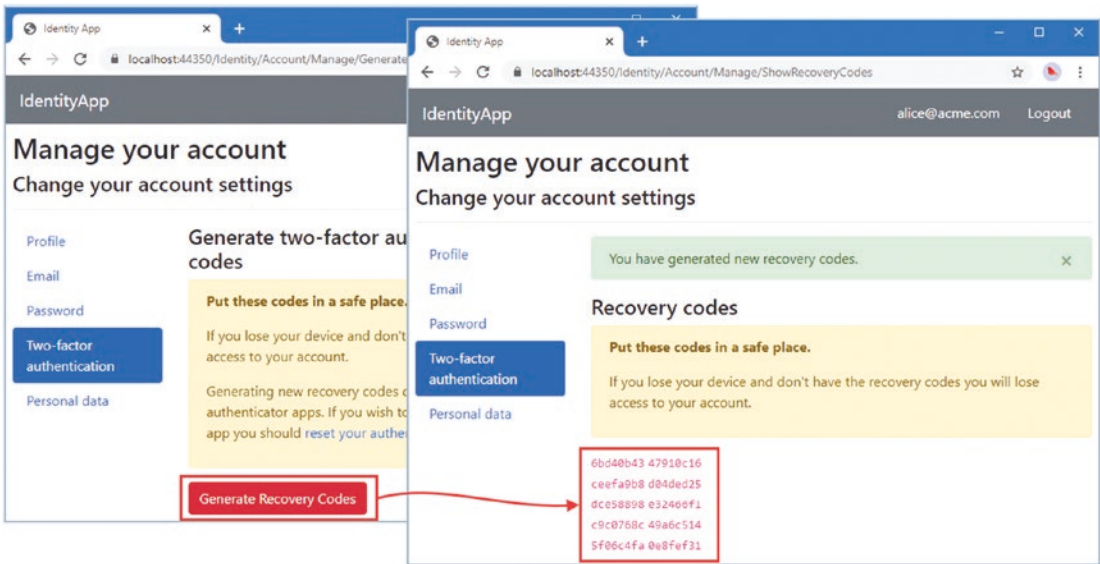 Identity App
localhost:44350/Identity/Account/Manage/Generate
IdentityApp
Manage your account
Change your account settings
Profile
Email
Password
Two-factor
authentication
Personal data
Generate two-factor au
codes
Put these codes in a safe place.
If you lose your device and don't
access to your account.
Generating new recovery codes
authenticator apps. If you wish to
app you should reset your authe
Generate Recovery Codes
Identity App
localhost:44350/Identity/Account/Manage/ShowRecoveryCodes
IdentityApp
alice@acme.com
Logout
Manage your account
Change your account settings
Profile
Email
Password
Two-factor
authentication
Personal data
You have generated new recovery codes.
Recovery codes
Put these codes in a safe place.
If you lose your device and don't have the recovery codes you will lose
access to your account.
6bd40b43 47910c16
ceefa9b8 d04ded25
dce58898 e32466f1
c9c0768c 49a6c514
5f06c4fa 0e8fef31